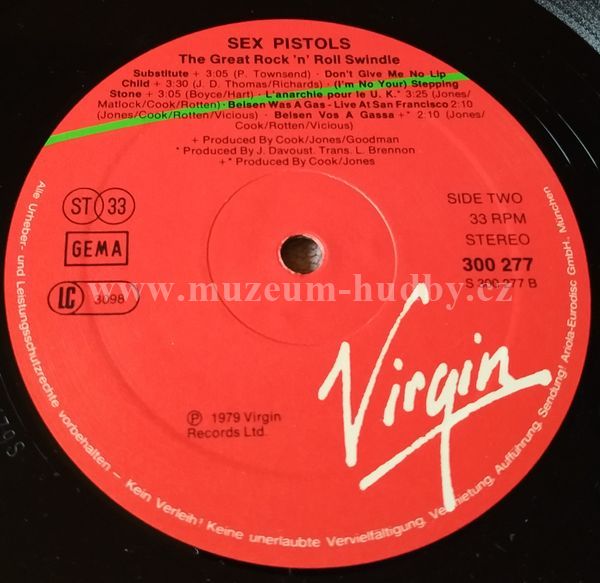 SEX PISTOLS
The Great Rock 'n' Roll Swindle
Substitute + 3:05 (P. Townsend) · Don't Give Me No Lip
Child + 3:30 (J. D. Thomas/Richards) · (I'm No Your) Stepping
Stone + 3:05 (Boyce/Hart) · L'anarchie pour le U. K.* 3:25 (Jones/
Matlock/Cook/Rotten) · Belsen Was A Gas - Live At San Francisco 2:10
(Jones/Cook/Rotten/Vicious) · Belsen Vos A Gassa +* 2:10 (Jones/
Cook/Rotten/Vicious)
+ Produced by Cook/Jones/Goodman
* Produced By J. Davoust. Trans. L. Brennon
+* Produced By Cook/Jones
ST 33
GEMA
LC 3098
SIDE TWO
33 RPM
STEREO
300 277
S 300 277 B
www.muzeum-hudby.cz
Virgin
℗ 1979 Virgin
Records Ltd.
Alle Urheber- und Leistungsschutzrechte vorbehalten – Kein Verleih! Keine unerlaubte Vervielfältigung, Vermietung, Aufführung, Sendung! Ariola-Eurodisc GmbH., München